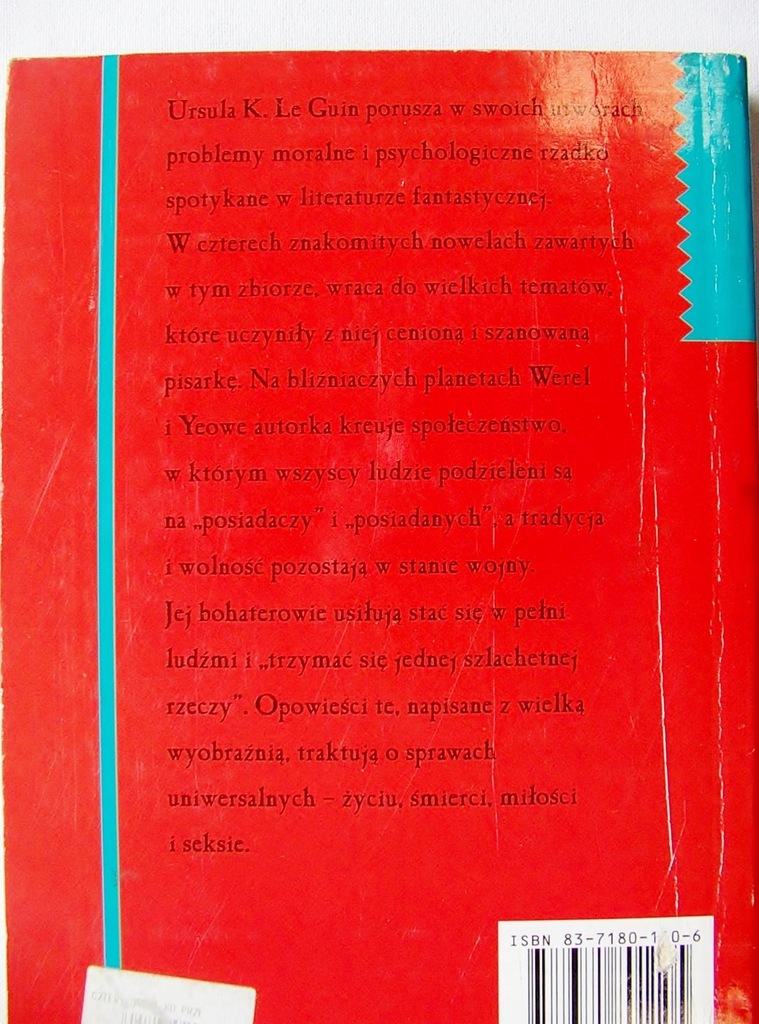 Ursula K. Le Guin porusza w swoich utworach
problemy moralne i psychologiczne rzadko
spotykane w literaturze fantastycznej.
W czterech znakomitych nowelach zawartych
w tym zbiorze, wraca do wielkich tematów,
które uczyniły z niej cenioną i szanowaną
pisarkę. Na bliźniaczych planetach Werel
i Yeowe autorka kreuje społeczeństwo,
w którym wszyscy ludzie podzieleni są
na „posiadaczy” i „posiadanych”, a tradycja
i wolność pozostają w stanie wojny.
Jej bohaterowie usiłują stać się w pełni
ludźmi i „trzymać się jednej szlachetnej
rzeczy”. Opowieści te, napisane z wielką
wyobraźnią, traktują o sprawach
uniwersalnych – życiu, śmierci, miłości
i seksie.
ISBN